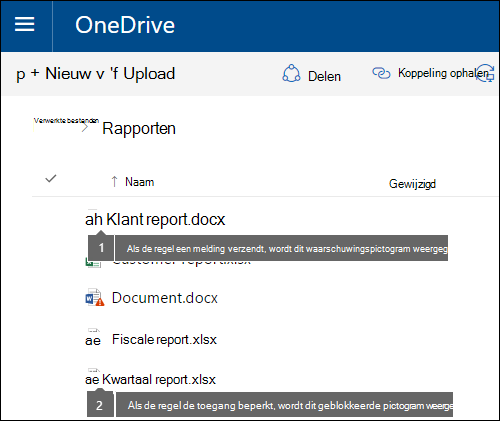 OneDrive
p + Nieuw v 'f Upload
Delen
Koppeling ophalen
Verwerkte bestanden
Rapporten
Naam
Gewijzigd
ah Klant report.docx
1 Als de regel een melding verzendt, wordt dit waarschuwingspictogram weergeg
Customer report.xlsx
Document.docx
ae Fiscale report.xlsx
ae Kwartaal report.xlsx
2 Als de regel de toegang beperkt, wordt dit geblokkeerde pictogram weerge